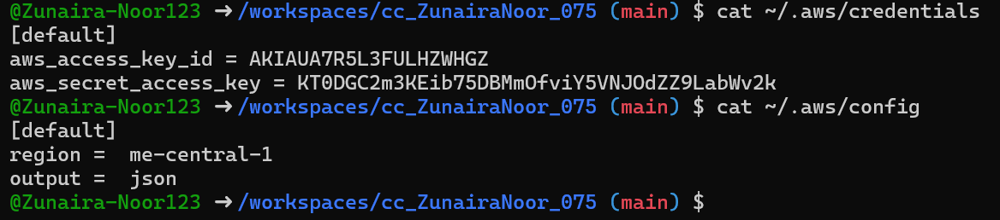 @Zunaira-Noor123 ➜/workspaces/cc_ZunairaNoor_075 (main) $ cat ~/.aws/credentials
[default]
aws_access_key_id = AKIAUA7R5L3FULHZWHGZ
aws_secret_access_key = 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
@Zunaira-Noor123 ➜/workspaces/cc_ZunairaNoor_075 (main) $ cat ~/.aws/config
[default]
region =  me-central-1
output =  json
@Zunaira-Noor123 ➜/workspaces/cc_ZunairaNoor_075 (main) $